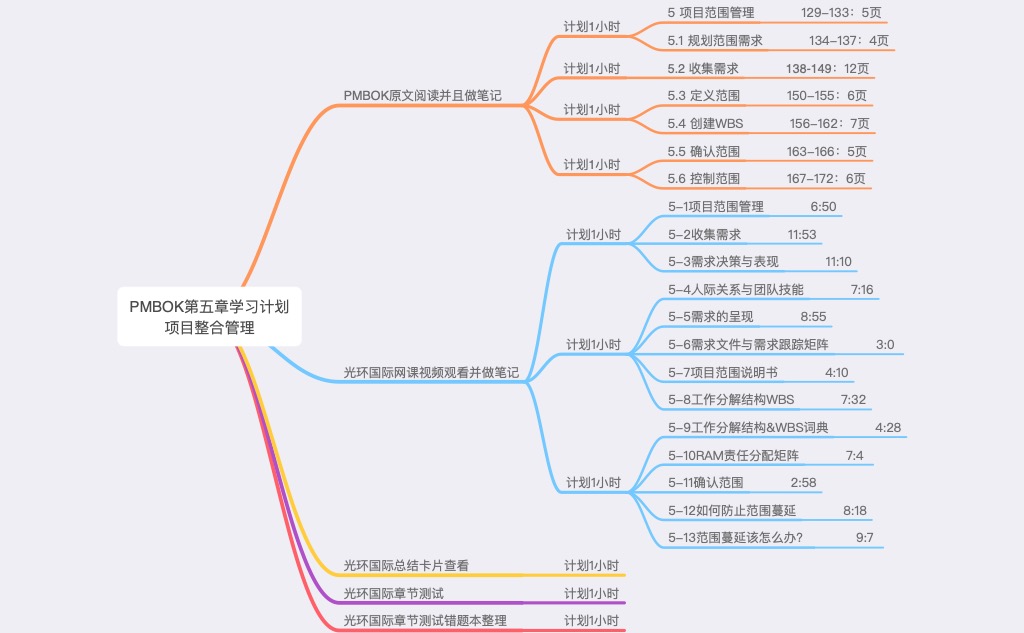 PMBOK第五章学习计划
项目整合管理
PMBOK原文阅读并且做笔记
计划1小时
5 项目范围管理 129–133：5页
5.1 规划范围需求 134–137：4页
计划1小时
5.2 收集需求 138-149：12页
计划1小时
5.3 定义范围 150–155：6页
5.4 创建WBS 156–162：7页
计划1小时
5.5 确认范围 163–166：5页
5.6 控制范围 167–172：6页
光环国际网课视频观看并做笔记
计划1小时
5–1项目范围管理 6:50
5–2收集需求 11:53
5–3需求决策与表现 11:10
计划1小时
5–4人际关系与团队技能 7:16
5–5需求的呈现 8:55
5–6需求文件与需求跟踪矩阵 3:0
5–7项目范围说明书 4:10
5–8工作分解结构WBS 7:32
计划1小时
5–9工作分解结构&WBS词典 4:28
5–10RAM责任分配矩阵 7:4
5–11确认范围 2:58
5–12如何防止范围蔓延 8:18
5–13范围蔓延该怎么办? 9:7
光环国际总结卡片查看 计划1小时
光环国际章节测试 计划1小时
光环国际章节测试错题本整理 计划1小时